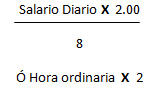 Salario Diario X 2.00
8
Ó Hora ordinaria X 2